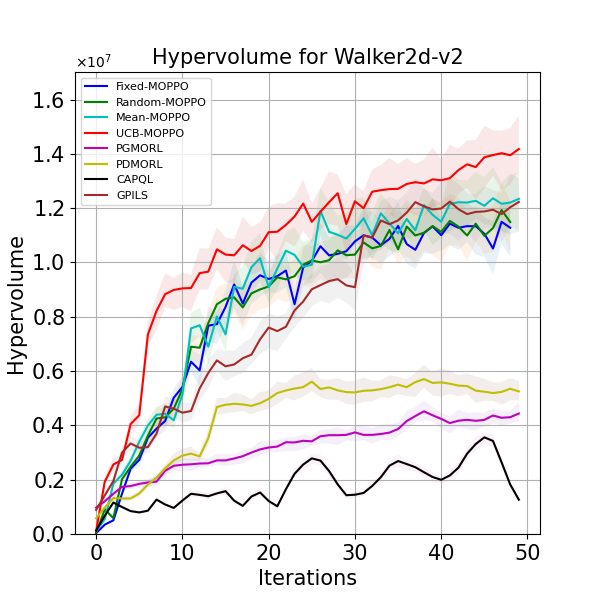 Hypervolume for Walker2d-v2
×10⁷
Fixed-MOPPO
Random-MOPPO
Mean-MOPPO
UCB-MOPPO
PGMORL
PDMORL
CAPQL
GPILS
Hypervolume
1.6
1.4
1.2
1.0
0.8
0.6
0.4
0.2
0.0
0 10 20 30 40 50
Iterations